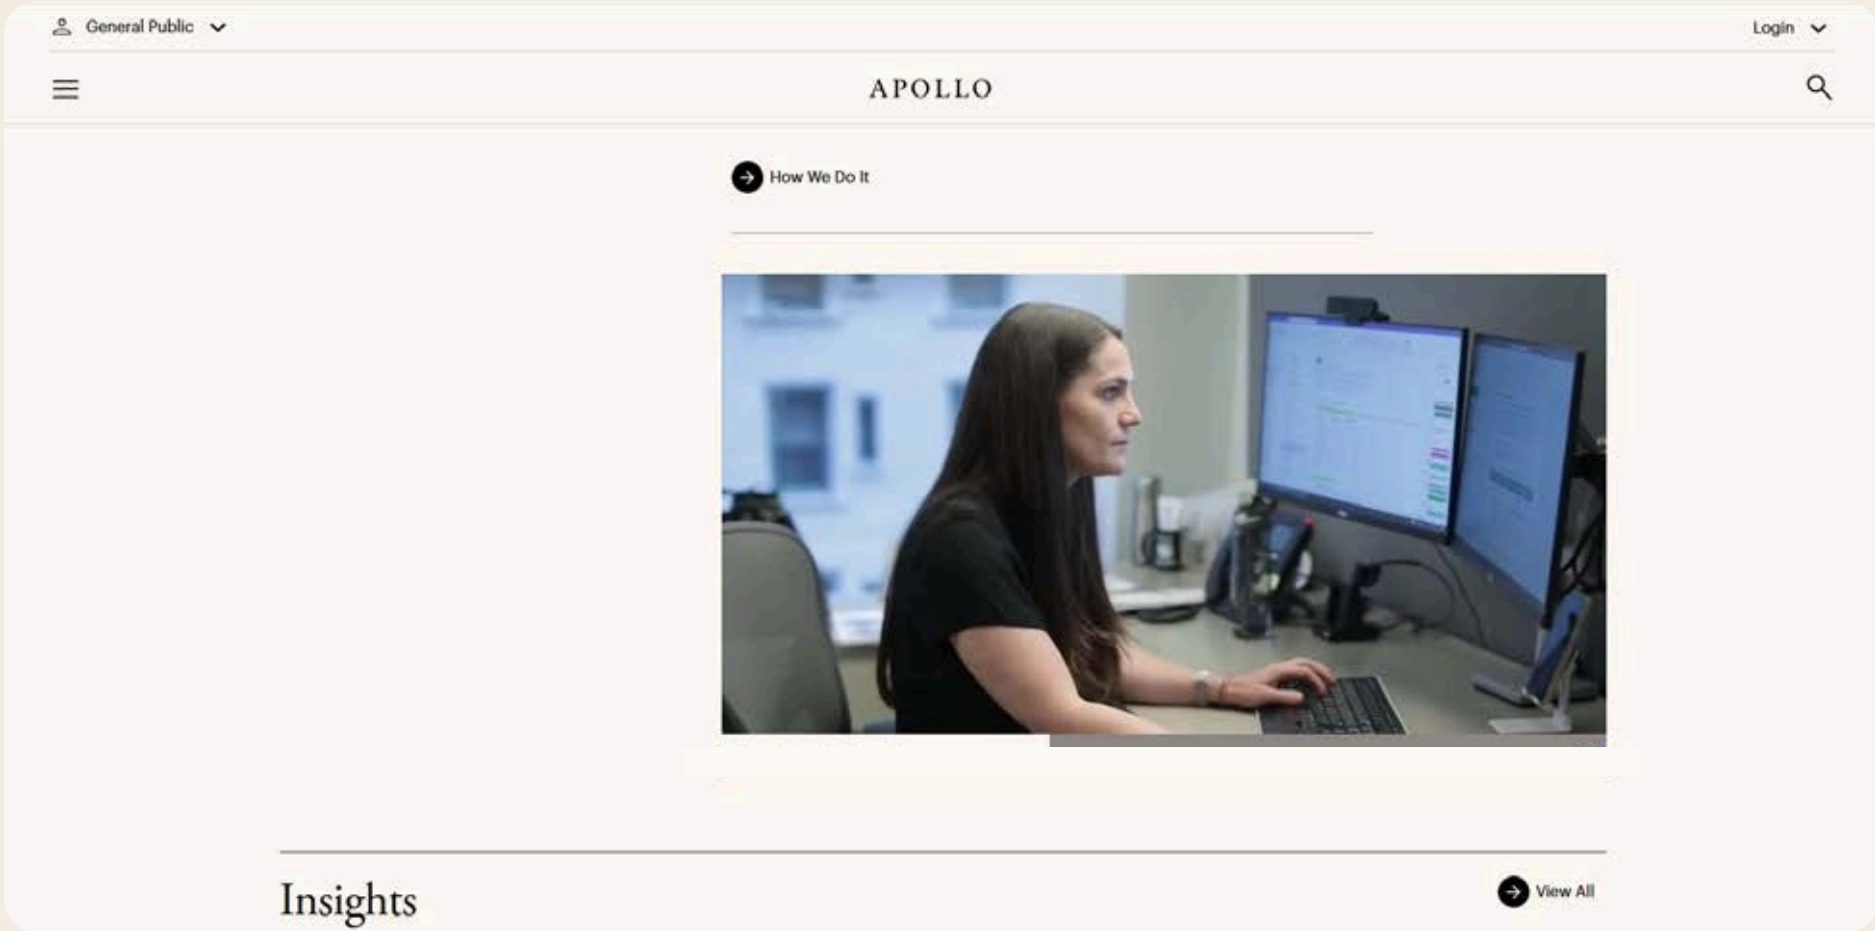 General Public
Login
APOLLO
How We Do It
Insights
View All